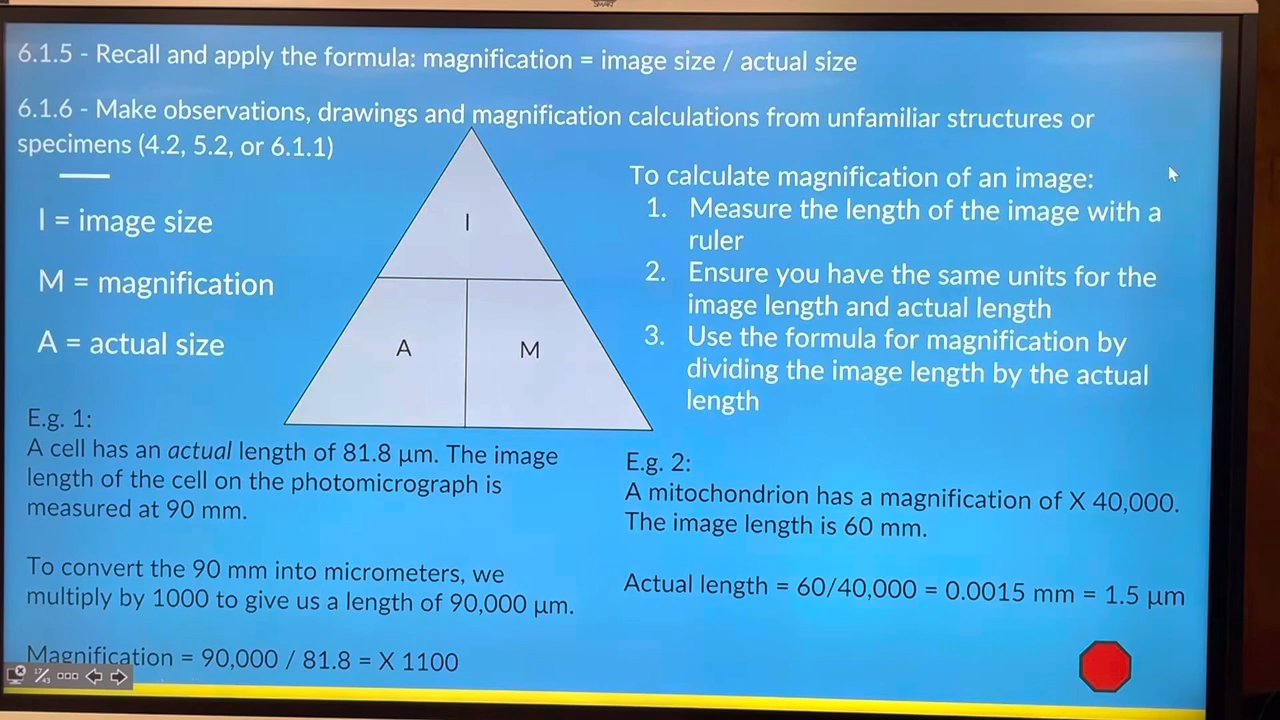 SMART
6.1.5 - Recall and apply the formula: magnification = image size / actual size
6.1.6 - Make observations, drawings and magnification calculations from unfamiliar structures or
specimens (4.2, 5.2, or 6.1.1)
I = image size
M = magnification
A = actual size
I
A
M
To calculate magnification of an image:
1. Measure the length of the image with a
ruler
2. Ensure you have the same units for the
image length and actual length
3. Use the formula for magnification by
dividing the image length by the actual
length
E.g. 1:
A cell has an actual length of 81.8 μm. The image
length of the cell on the photomicrograph is
measured at 90 mm.
To convert the 90 mm into micrometers, we
multiply by 1000 to give us a length of 90,000 μm.
Magnification = 90,000 / 81.8 = X 1100
E.g. 2:
A mitochondrion has a magnification of X 40,000.
The image length is 60 mm.
Actual length = 60/40,000 = 0.0015 mm = 1.5 μm
17/43